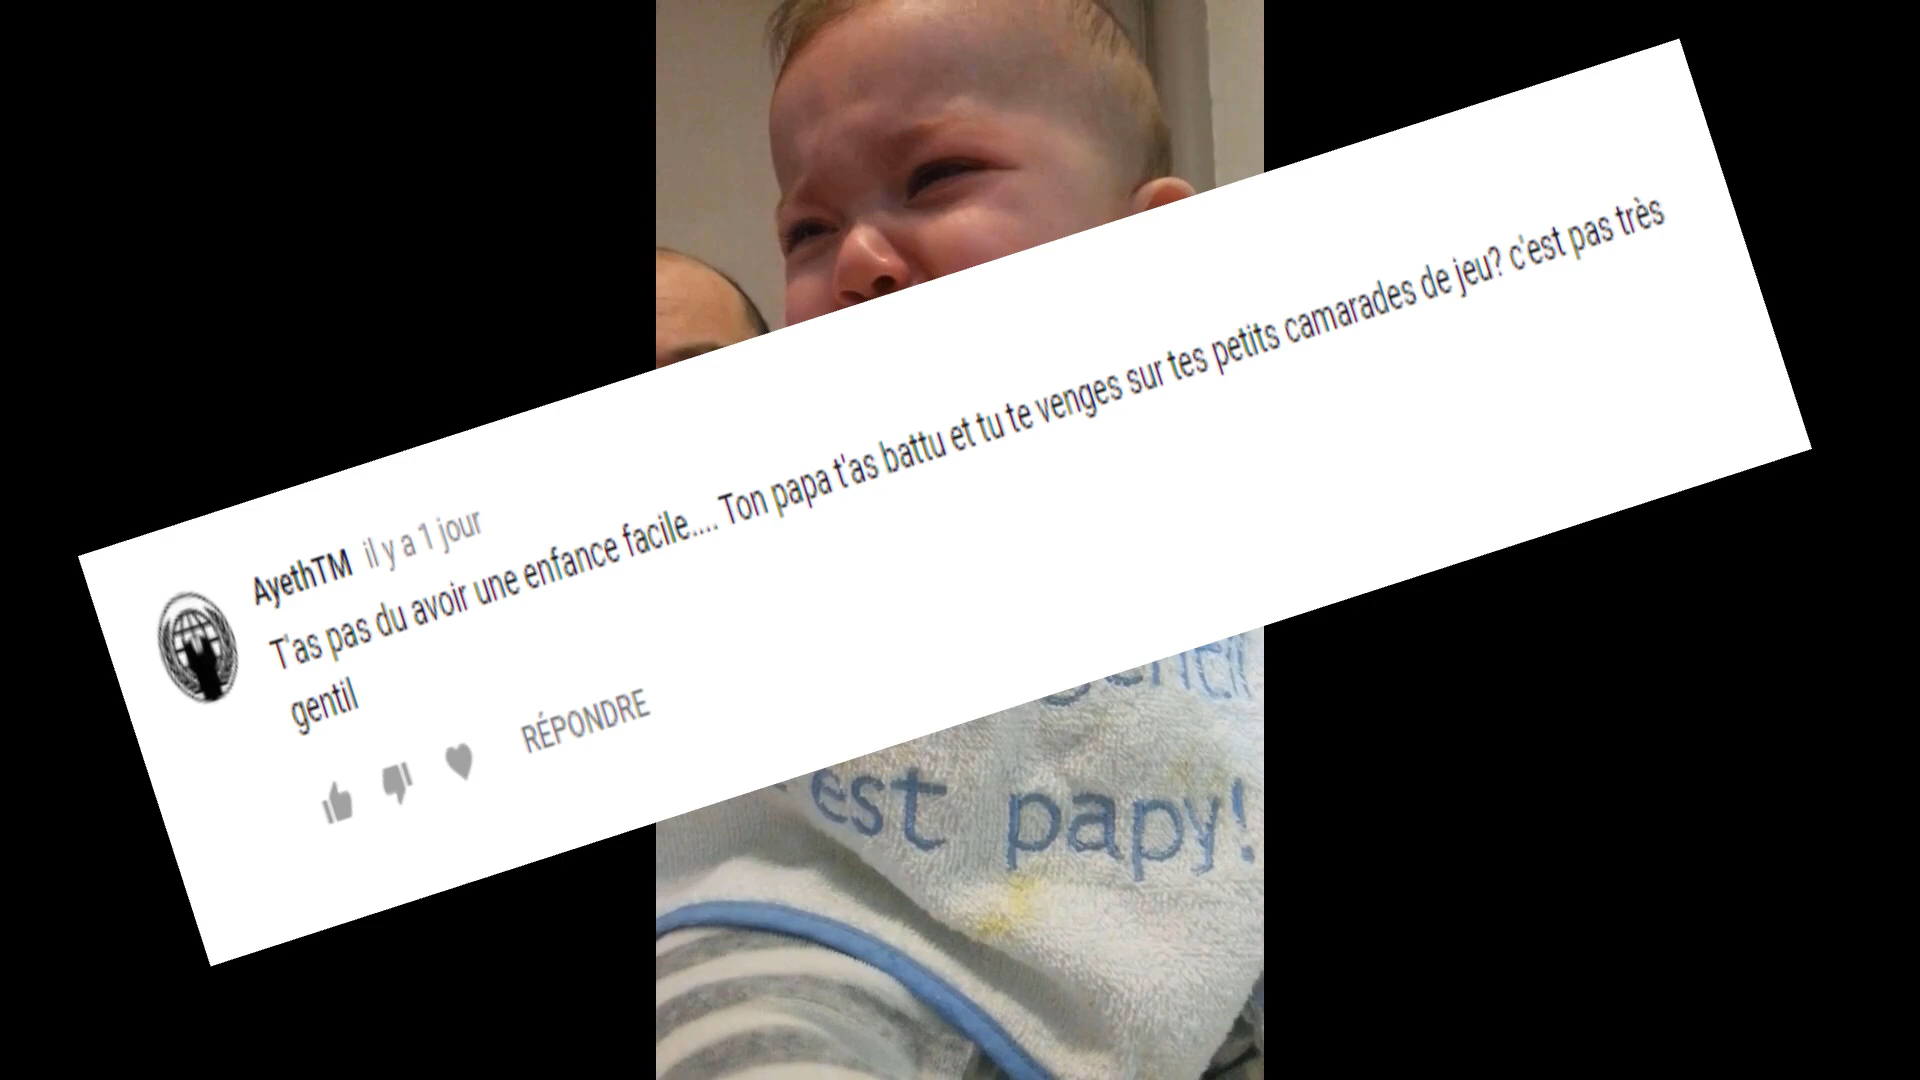 AyethTM il y a 1 jour
T'as pas du avoir une enfance facile.... Ton papa t'as battu et tu te venges sur tes petits camarades de jeu? c'est pas très
gentil
RÉPONDRE
est papy!